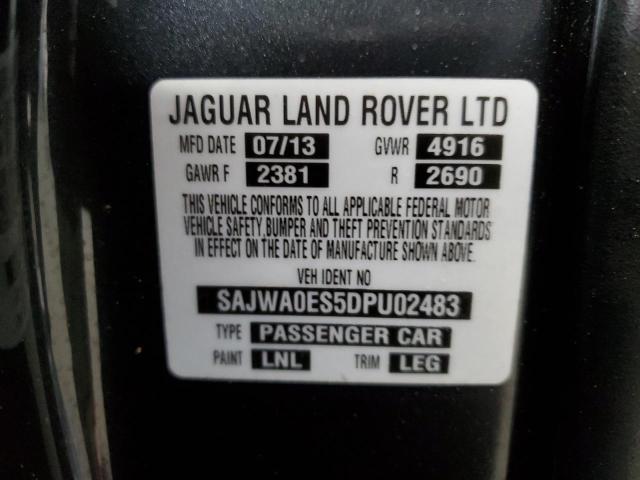 JAGUAR LAND ROVER LTD
MFD DATE 07/13 GVWR 4916
GAWR F 2381 R 2690
THIS VEHICLE CONFORMS TO ALL APPLICABLE FEDERAL MOTOR
VEHICLE SAFETY,BUMPER AND THEFT PREVENTION STANDARDS
IN EFFECT ON THE DATE OF MANUFACTURE SHOWN ABOVE.
VEH IDENT NO
SAJWA0ES5DPU02483
TYPE PASSENGER CAR
PAINT LNL TRIM LEG